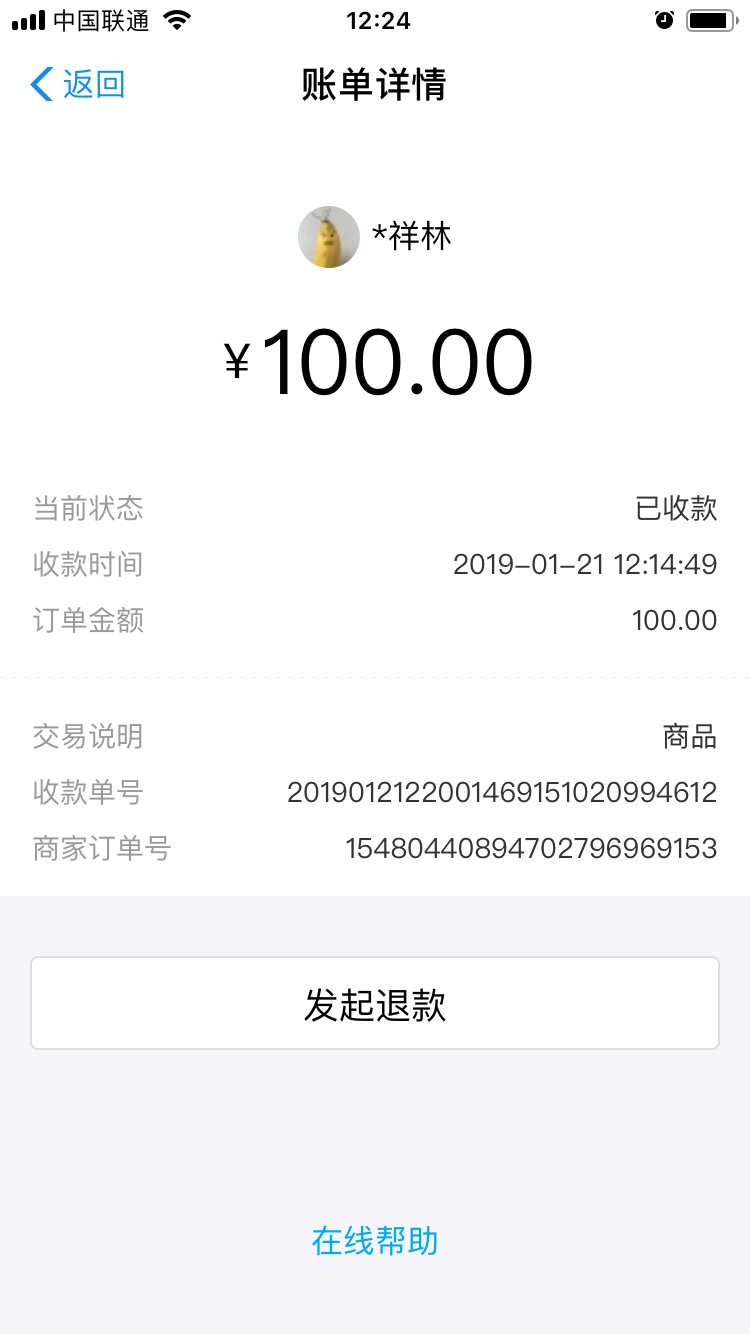 中国联通 12:24
返回 账单详情
*祥林
¥100.00
当前状态 已收款
收款时间 2019-01-21 12:14:49
订单金额 100.00
交易说明 商品
收款单号 2019012122001469151020994612
商家订单号 15480440894702796969153
发起退款
在线帮助